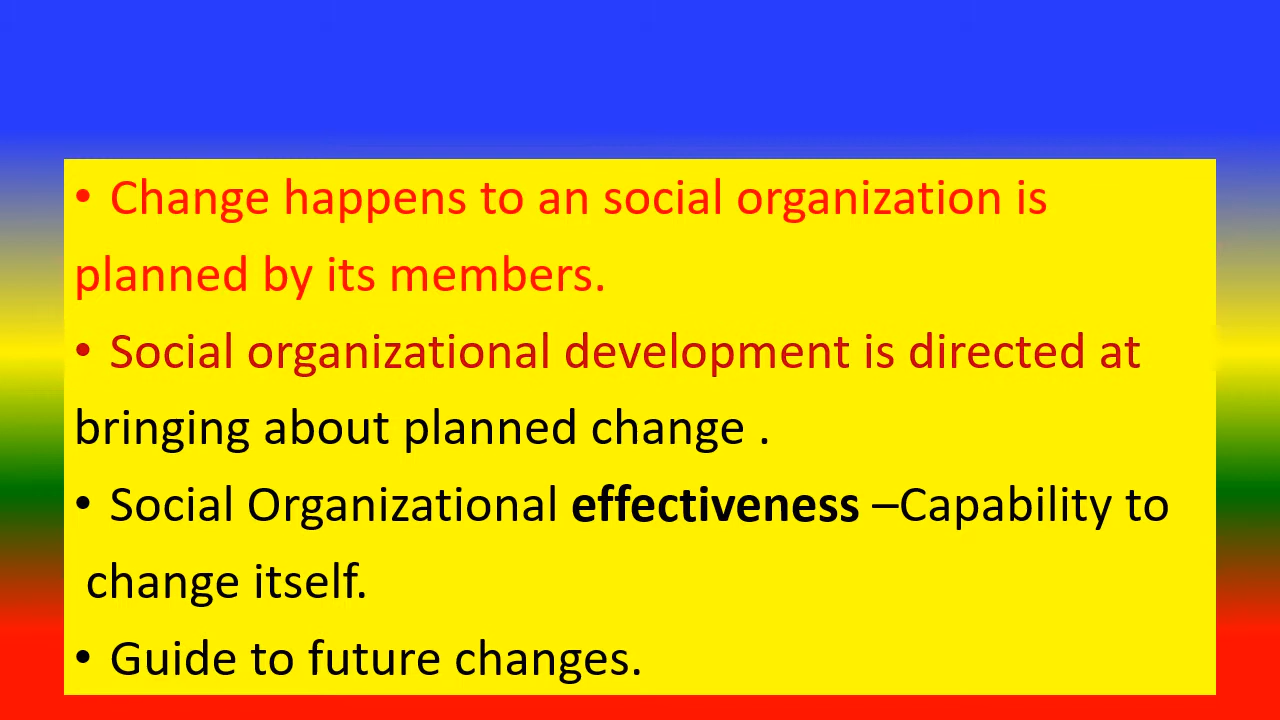 • Change happens to an social organization is
planned by its members.
• Social organizational development is directed at
bringing about planned change .
• Social Organizational effectiveness –Capability to
change itself.
• Guide to future changes.